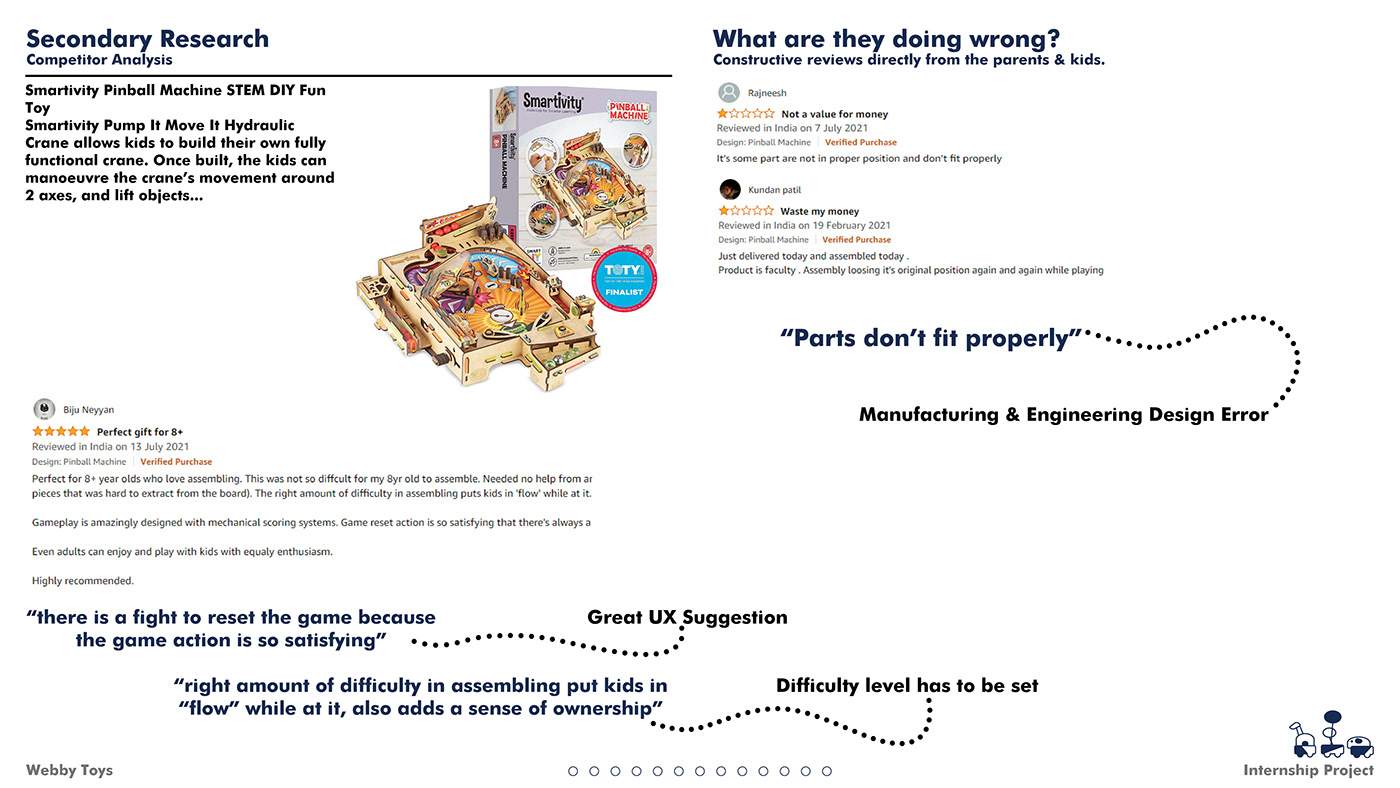 Secondary Research
Competitor Analysis
Smartivity Pinball Machine STEM DIY Fun
Toy
Smartivity Pump It Move It Hydraulic
Crane allows kids to build their own fully
functional crane. Once built, the kids can
manoeuvre the crane's movement around
2 axes, and lift objects...
Smartivity
PINBALL
MACHINE
Smartivity
PINBALL MACHINE
8+
TOTY
FINALIST
Biju Neyyan
Perfect gift for 8+
Reviewed in India on 13 July 2021
Design: Pinball Machine
Verified Purchase
Perfect for 8+ year olds who love assembling. This was not so diffcult for my 8yr old to assemble. Needed no help from ar
pieces that was hard to extract from the board). The right amount of difficulty in assembling puts kids in 'flow' while at it.
Gameplay is amazingly designed with mechanical scoring systems. Game reset action is so satisfying that there's always a
Even adults can enjoy and play with kids with equaly enthusiasm.
Highly recommended.
“there is a fight to reset the game because
the game action is so satisfying”
Great UX Suggestion
“right amount of difficulty in assembling put kids in
“flow” while at it, also adds a sense of ownership”
Difficulty level has to be set
What are they doing wrong?
Constructive reviews directly from the parents & kids.
Rajneesh
Not a value for money
Reviewed in India on 7 July 2021
Design: Pinball Machine
Verified Purchase
It's some part are not in proper position and don't fit properly
Kundan patil
Waste my money
Reviewed in India on 19 February 2021
Design: Pinball Machine
Verified Purchase
Just delivered today and assembled today .
Product is faculty . Assembly loosing it's original position again and again while playing
“Parts don’t fit properly”
Manufacturing & Engineering Design Error
Webby Toys
Internship Project